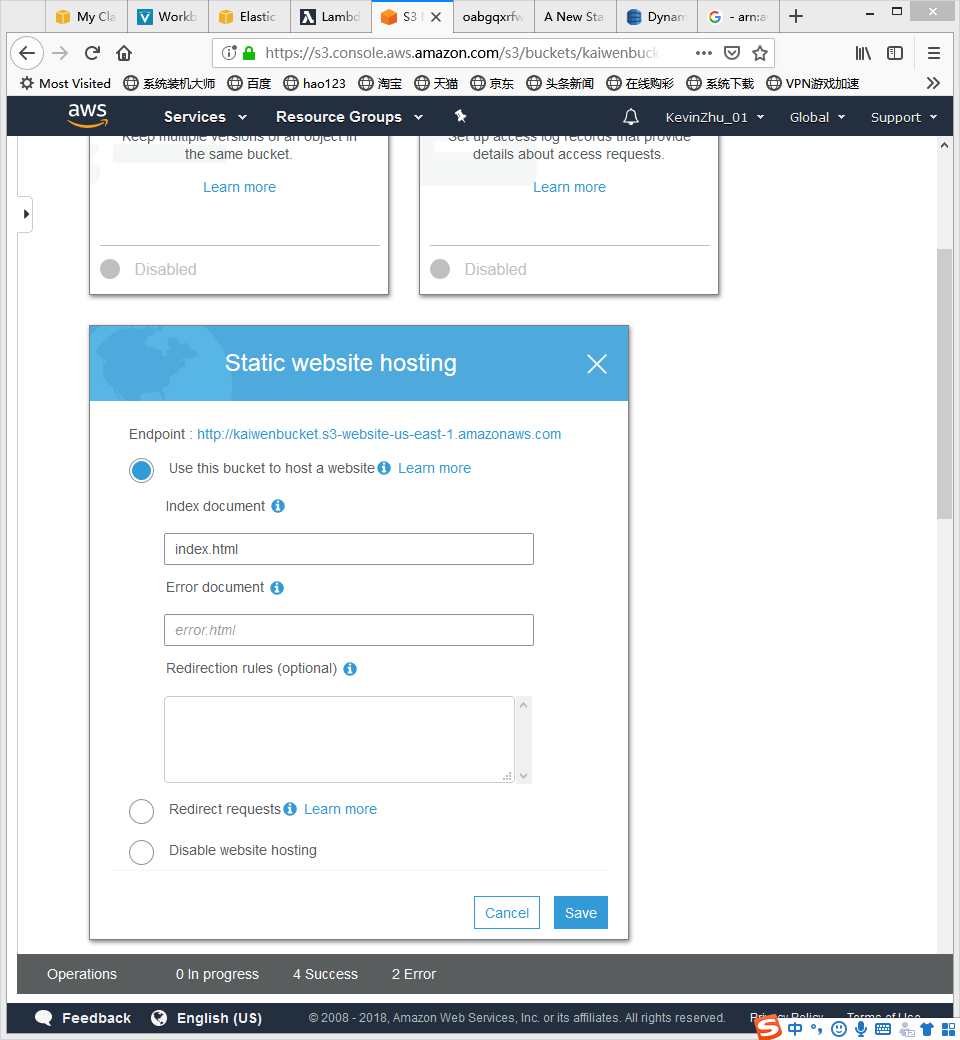 My Cla
Workb
Elastic
Lambd
S3
oabgqxrfw
A New Sta
Dynam
- arn:aw
https://s3.console.aws.amazon.com/s3/buckets/kaiwenbuck
Most Visited 系统装机大师 百度 hao123 淘宝 天猫 京东 头条新闻 在线购彩 系统下载 VPN游戏加速
aws Services Resource Groups KevinZhu_01 Global Support
Keep multiple versions of an object in
the same bucket.
Learn more
Disabled
Set up access log records that provide
details about access requests.
Learn more
Disabled
Static website hosting
Endpoint : http://kaiwenbucket.s3-website-us-east-1.amazonaws.com
Use this bucket to host a website Learn more
Index document
index.html
Error document
error.html
Redirection rules (optional)
Redirect requests Learn more
Disable website hosting
Cancel Save
Operations 0 In progress 4 Success 2 Error
Feedback English (US) © 2008 - 2018, Amazon Web Services, Inc. or its affiliates. All rights reserved. Privacy Policy Terms of Use
中